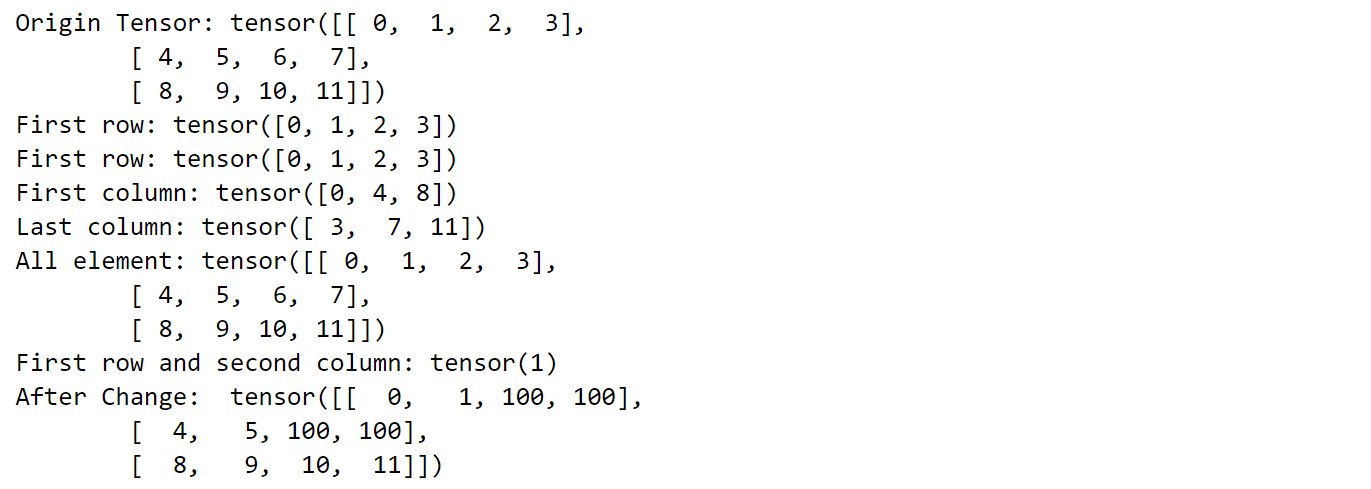 Origin Tensor: tensor([[ 0,  1,  2,  3],
        [ 4,  5,  6,  7],
        [ 8,  9, 10, 11]])
First row: tensor([0, 1, 2, 3])
First row: tensor([0, 1, 2, 3])
First column: tensor([0, 4, 8])
Last column: tensor([ 3,  7, 11])
All element: tensor([[ 0,  1,  2,  3],
        [ 4,  5,  6,  7],
        [ 8,  9, 10, 11]])
First row and second column: tensor(1)
After Change:  tensor([[  0,   1, 100, 100],
        [  4,   5, 100, 100],
        [  8,   9,  10,  11]])